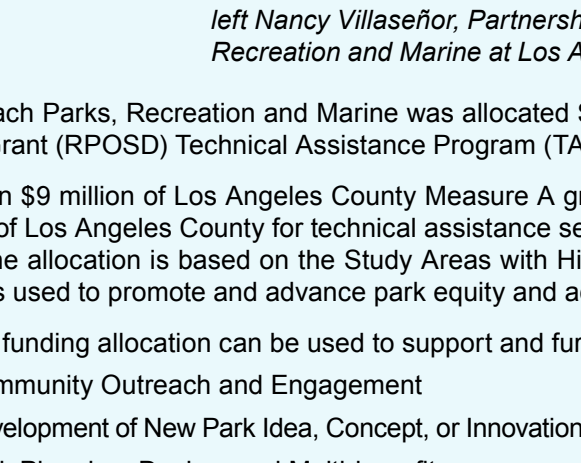 left Nancy Villaseñor, Partnersh
Recreation and Marine at Los A
ach Parks, Recreation and Marine was allocated
Grant (RPOSD) Technical Assistance Program (TA
n $9 million of Los Angeles County Measure A gr
of Los Angeles County for technical assistance se
he allocation is based on the Study Areas with Hi
s used to promote and advance park equity and a
funding allocation can be used to support and fu
mmunity Outreach and Engagement
velopment of New Park Idea, Concept, or Innovation